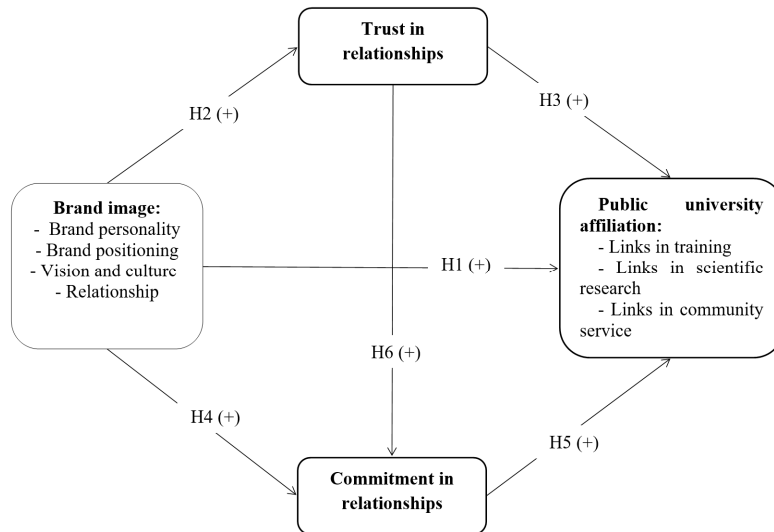 Trust in
relationships
H2 (+)
H3 (+)
Brand image:
- Brand personality
- Brand positioning
- Vision and culture
- Relationship
H1 (+)
Public university
affiliation:
- Links in training
- Links in scientific
research
- Links in community
service
H6 (+)
H4 (+)
H5 (+)
Commitment in
relationships